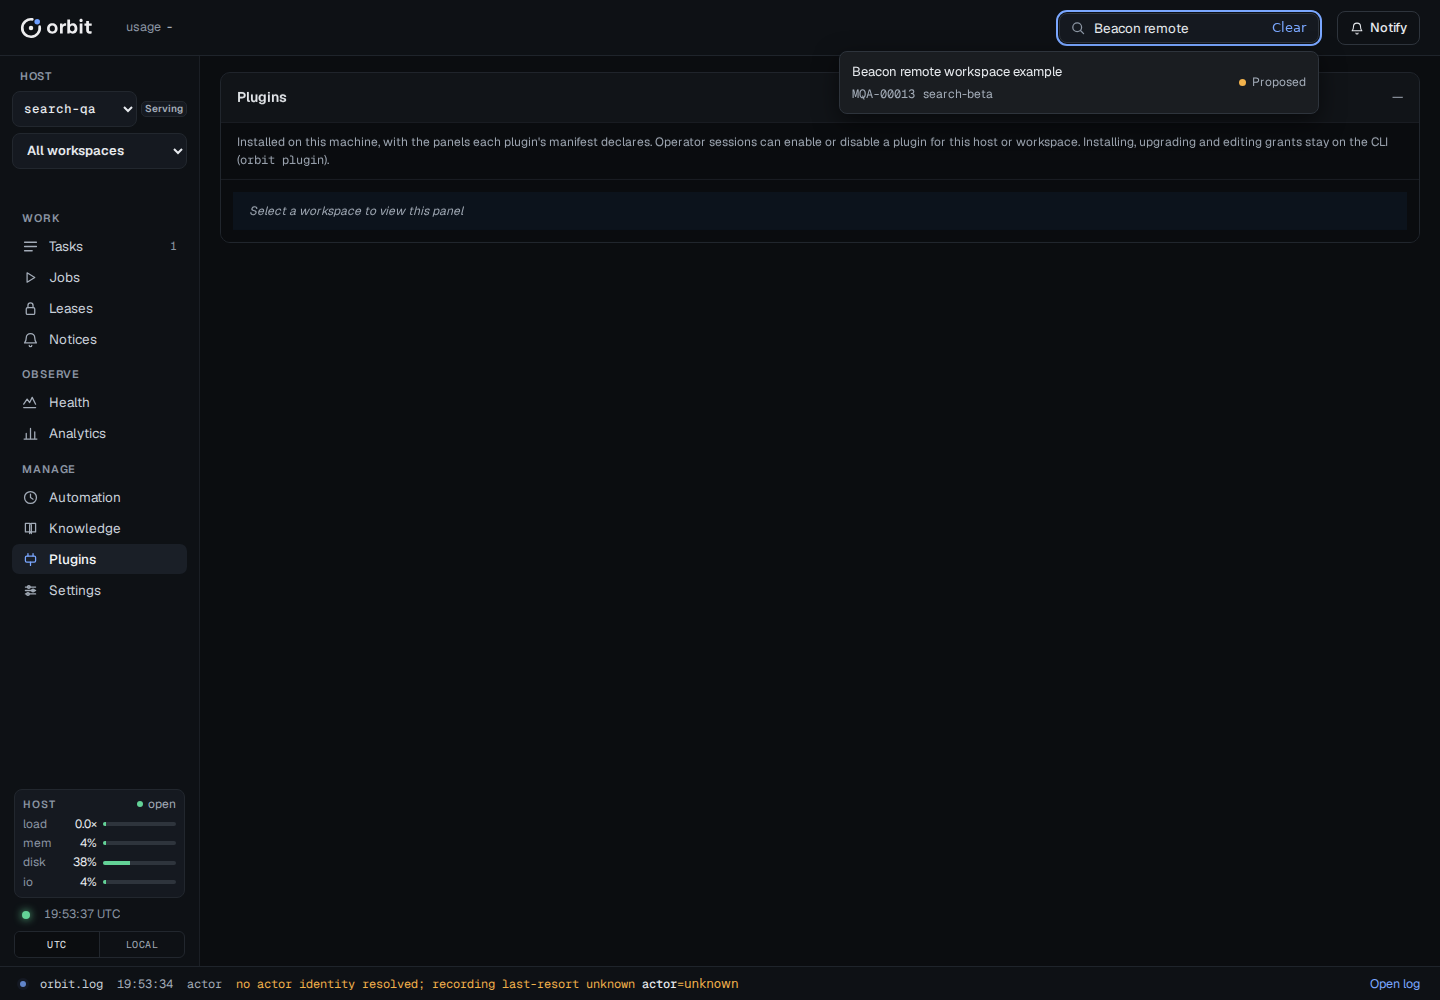 orbit
usage -
Beacon remote
Clear
Notify
HOST
search-qa
Serving
All workspaces
Beacon remote workspace example
MQA-00013 search-beta
Proposed
Plugins
Installed on this machine, with the panels each plugin's manifest declares. Operator sessions can enable or disable a plugin for this host or workspace. Installing, upgrading and editing grants stay on the CLI
(orbit plugin).
Select a workspace to view this panel
WORK
Tasks 1
Jobs
Leases
Notices
OBSERVE
Health
Analytics
MANAGE
Automation
Knowledge
Plugins
Settings
HOST open
load 0.0×
mem 4%
disk 38%
io 4%
19:53:37 UTC
UTC LOCAL
orbit.log 19:53:34 actor no actor identity resolved; recording last-resort unknown actor=unknown
Open log